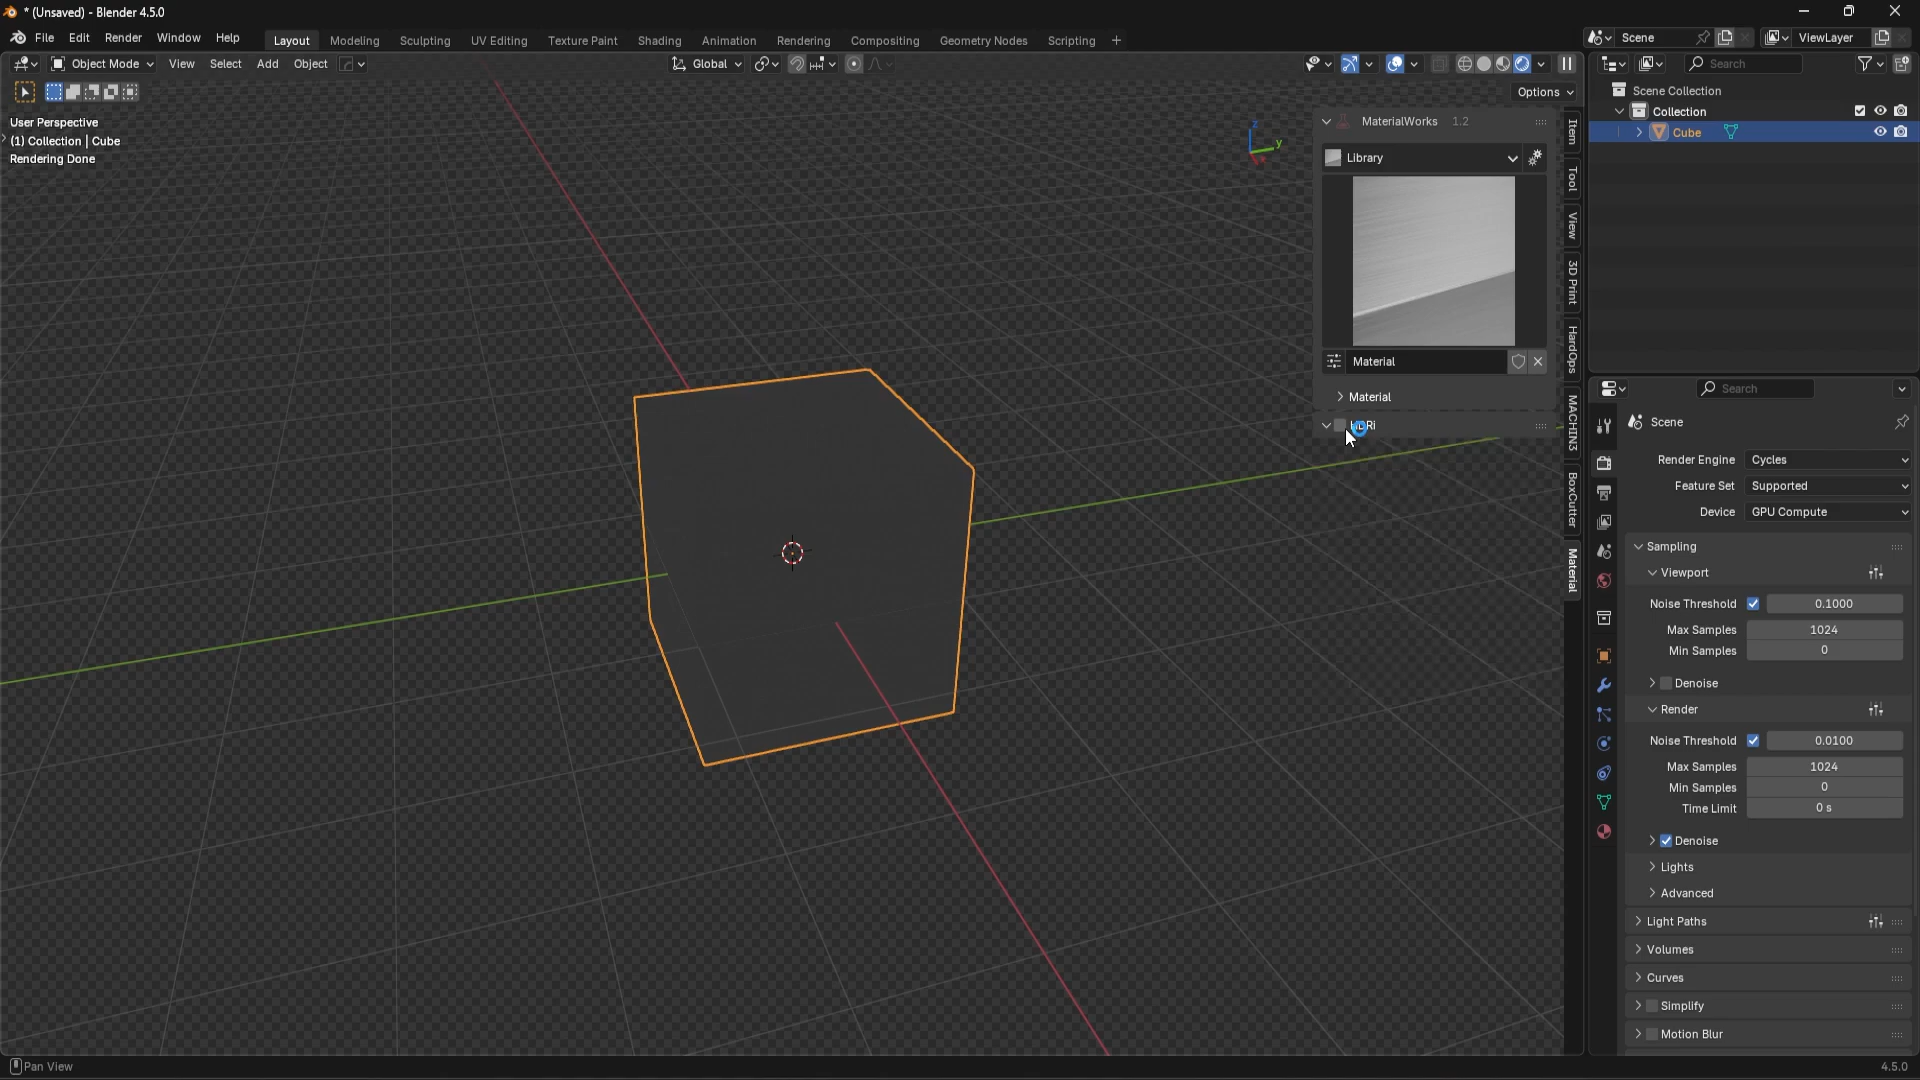 * (Unsaved) - Blender 4.5.0
File Edit Render Window Help Layout Modeling Sculpting UV Editing Texture Paint Shading Animation Rendering Compositing Geometry Nodes Scripting + Scene ViewLayer
Object Mode View Select Add Object Global Search
Options
User Perspective
(1) Collection | Cube
Rendering Done
z
y
MaterialWorks 1.2
Library
Material
Material
Item
Tool
View
3D Print
HardOps
MACHIN3
BoxCutter
Material
Scene Collection
Collection
Cube
Search
Scene
Render Engine Cycles
Feature Set Supported
Device GPU Compute
Sampling
Viewport
Noise Threshold 0.1000
Max Samples 1024
Min Samples 0
Denoise
Render
Noise Threshold 0.0100
Max Samples 1024
Min Samples 0
Time Limit 0 s
Denoise
Lights
Advanced
Light Paths
Volumes
Curves
Simplify
Motion Blur
Pan View
4.5.0